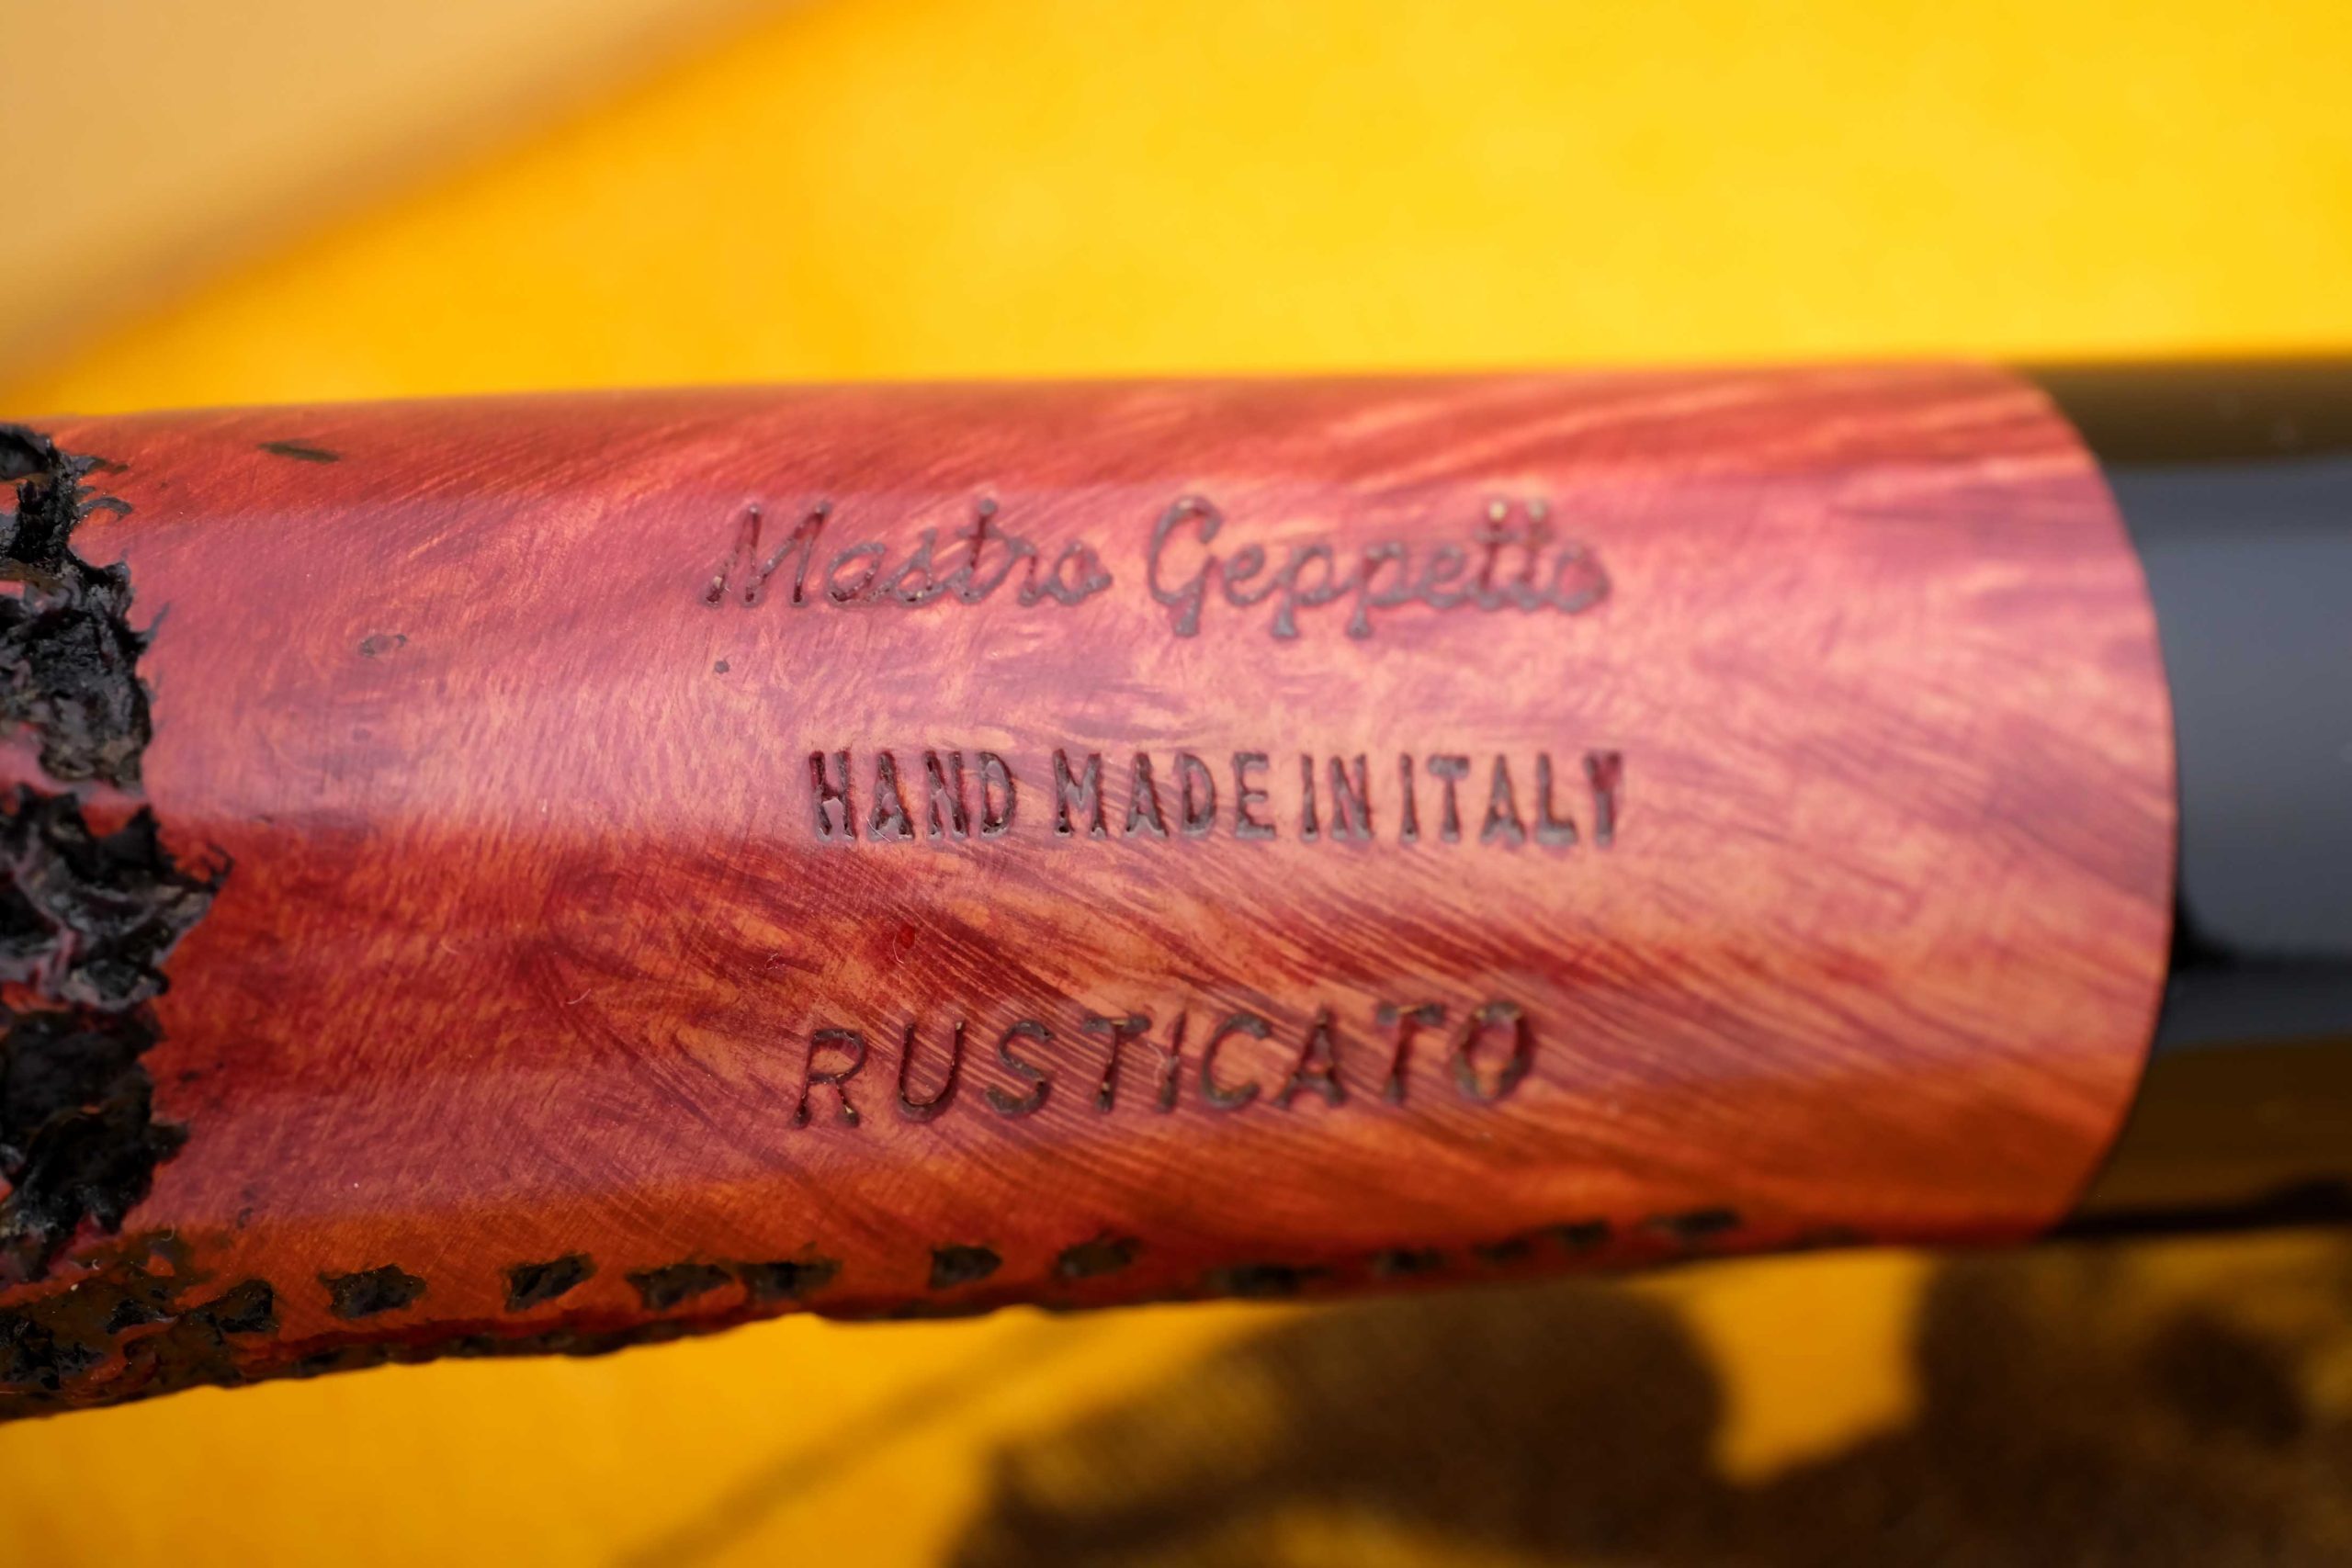 Mastro Geppetto
HAND MADE IN ITALY
RUSTICATO